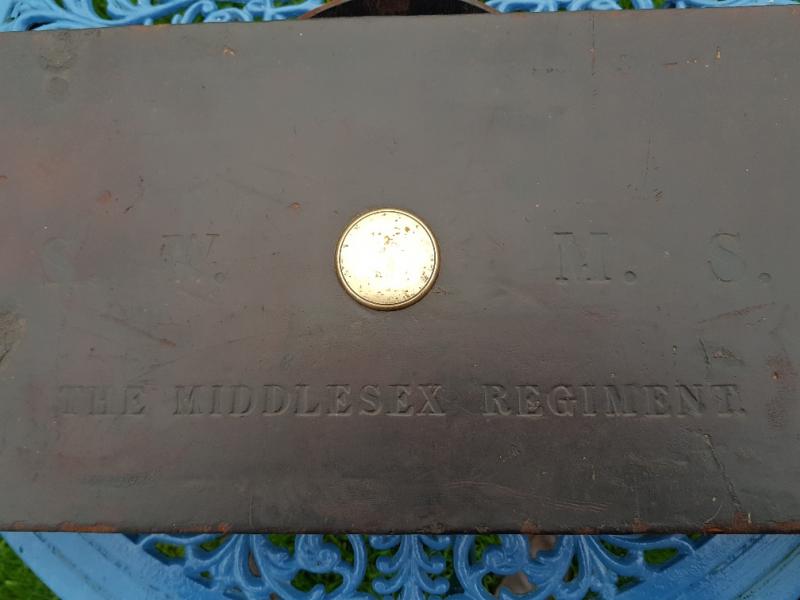 S. W. M. S.
THE MIDDLESEX REGIMENT.